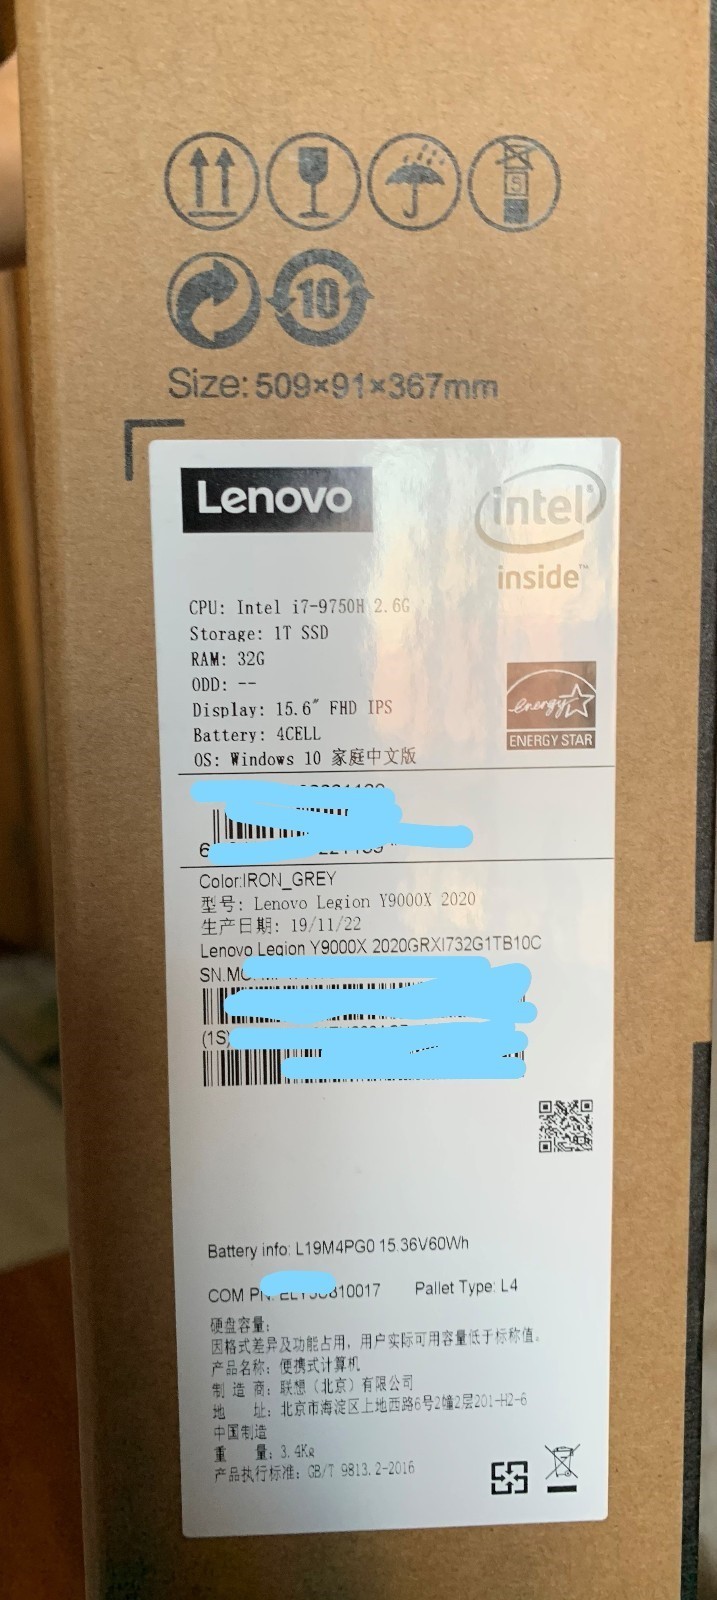 10
Size: 509×91×367mm
Lenovo
intel
inside™
CPU: Intel i7-9750H 2.6G
Storage: 1T SSD
RAM: 32G
ODD: --
Display: 15.6″ FHD IPS
Battery: 4CELL
OS: Windows 10 家庭中文版
energy
ENERGY STAR
6
Color:IRON_GREY
型号: Lenovo Legion Y9000X 2020
生产日期: 19/11/22
Lenovo Legion Y9000X 2020GRXI732G1TB10C
SN.
(1S)
Battery info: L19M4PG0 15.36V60Wh
COM PN: 810017 Pallet Type: L4
硬盘容量:
因格式差异及功能占用，用户实际可用容量低于标称值。
产品名称: 便携式计算机
制 造 商: 联想（北京）有限公司
地 址: 北京市海淀区上地西路6号2幢2层201-H2-6
中国制造
重 量: 3.4Kg
产品执行标准: GB/T 9813.2-2016